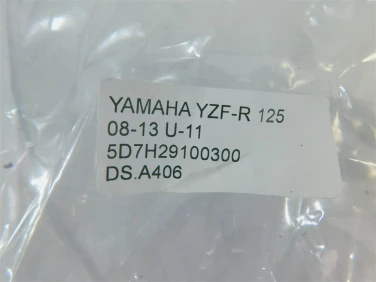 YAMAHA YZF-R 125
08-13 U-11
5D7H29100300
DS.A406